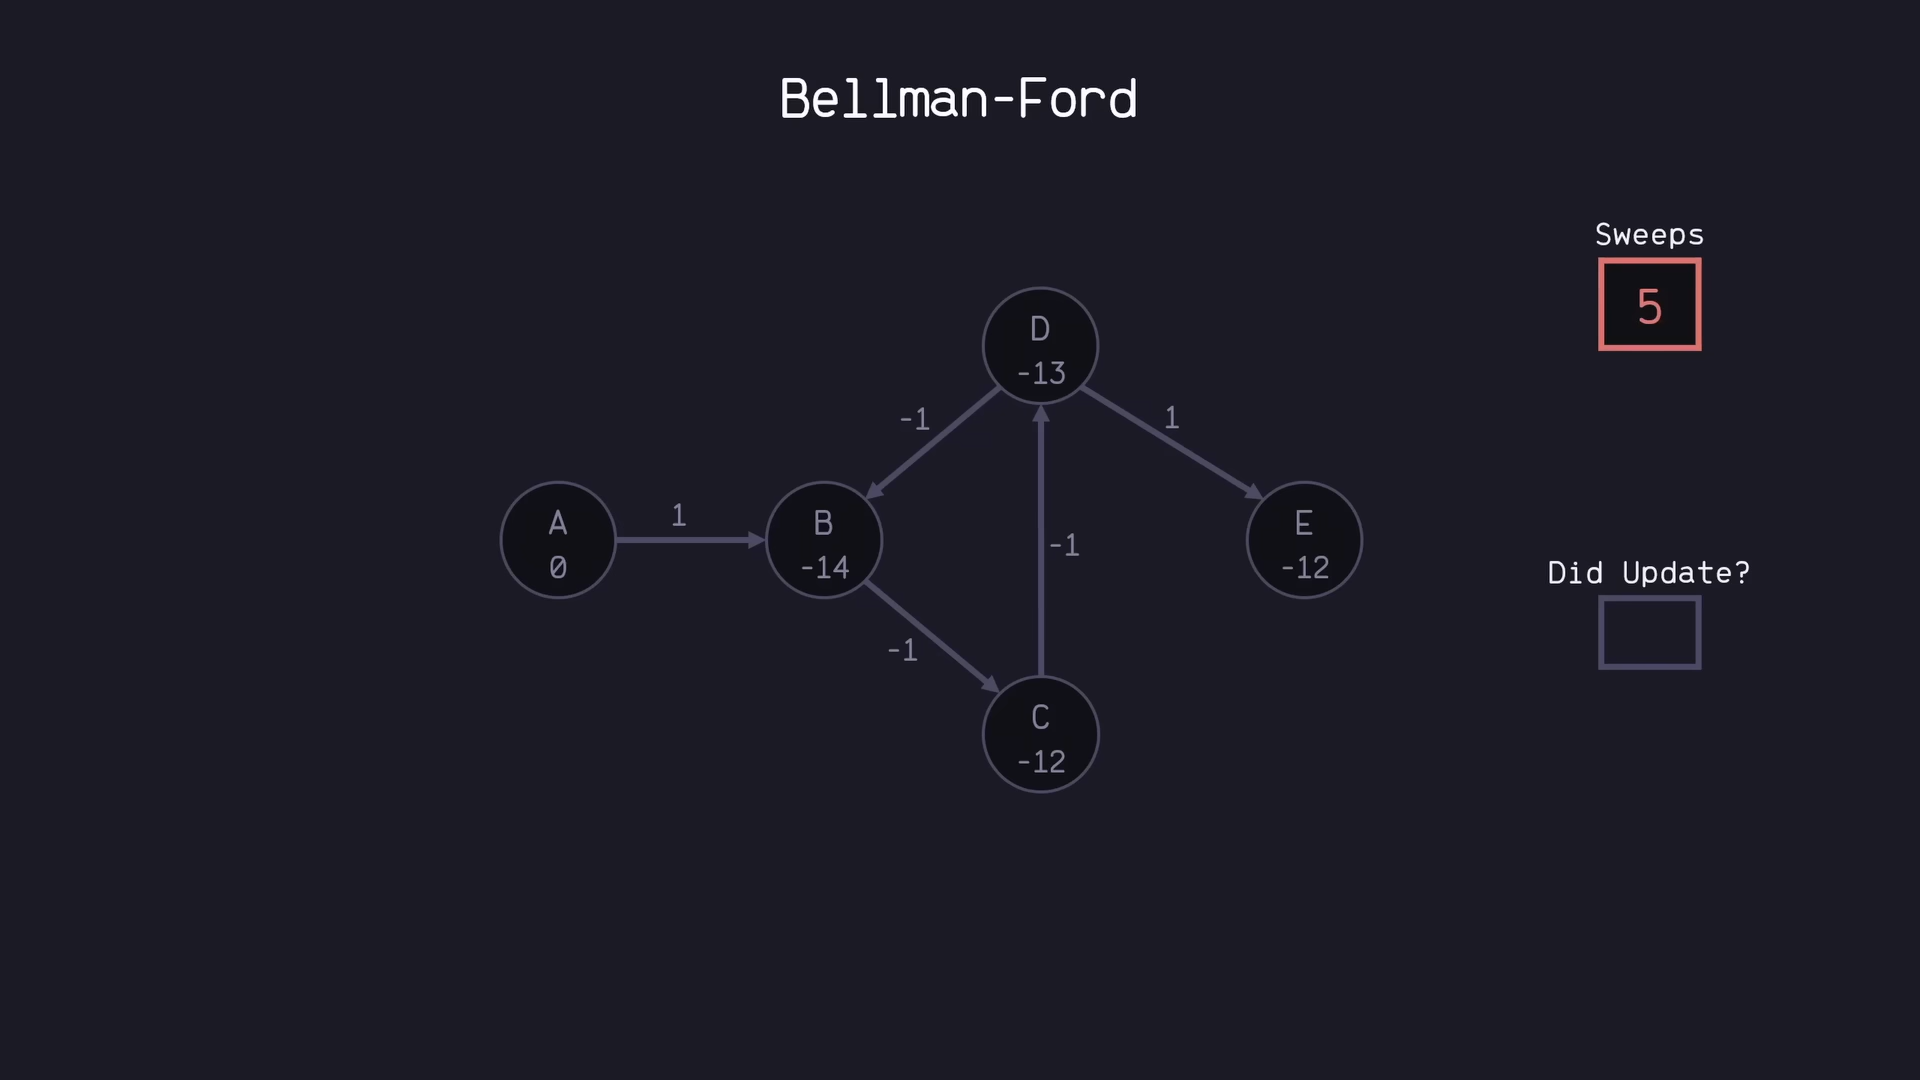 Bellman-Ford
Sweeps
5
D
-13
-1
1
A
0
1
B
-14
-1
E
-12
Did Update?
-1
C
-12